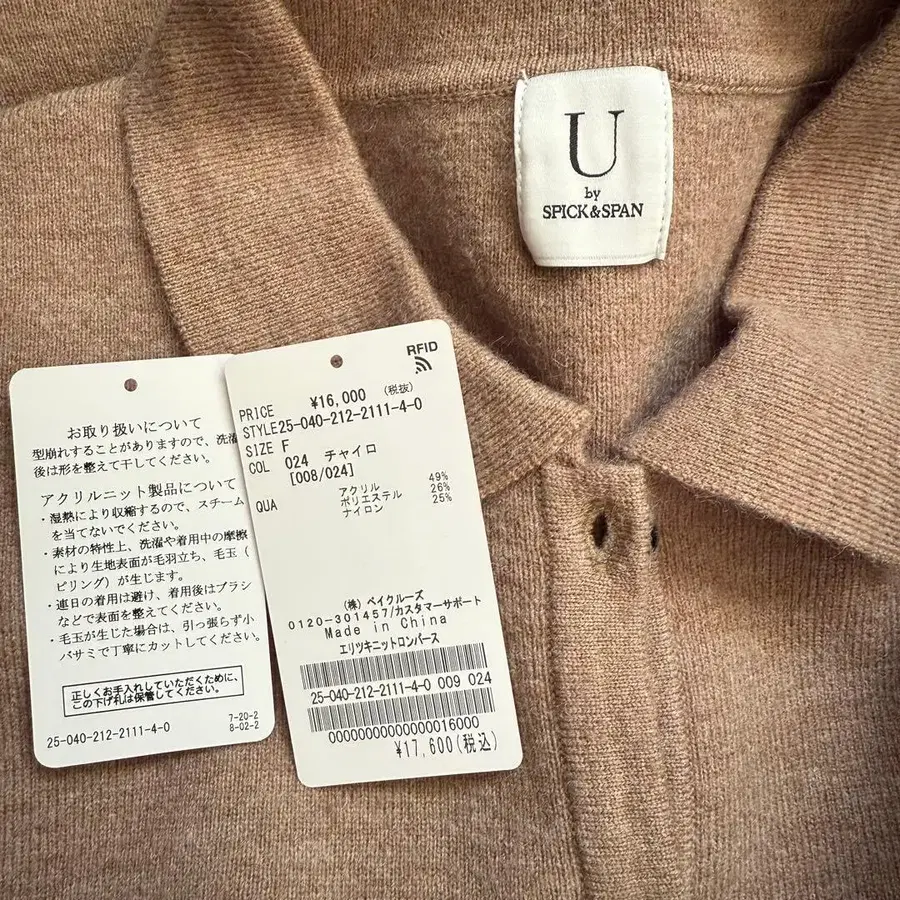 U
by
SPICK&SPAN
お取り扱いについて
型崩れすることがありますので、洗濯
後は形を整えて干してください。
アクリルニット製品について
・湿熱により収縮するので、スチーム
を当てないでください。
・素材の特性上、洗濯や着用中の摩擦
により生地表面が毛羽立ち、毛玉(
ピリング)が生じます。
・連日の着用は避け、着用後はブラシ
などで表面を整えてください。
・毛玉が生じた場合は、引っ張らず小
バサミで丁寧にカットしてください。
正しくお手入れしていただくために、
この下げ札は保管してください。
25-040-212-2111-4-0
7-20-2
8-02-2
RFID
PRICE ¥16,000 (税抜)
STYLE25-040-212-2111-4-0
SIZE F
COL 024 チャイロ
[008/024]
QUA アクリル 49%
ポリエステル 26%
ナイロン 25%
(株) ベイクルーズ
0120-301457/カスタマーサポート
Made in China
エリツキニットロンパース
25-040-212-2111-4-0 009 024
0000000000000016000
¥17,600(税込)